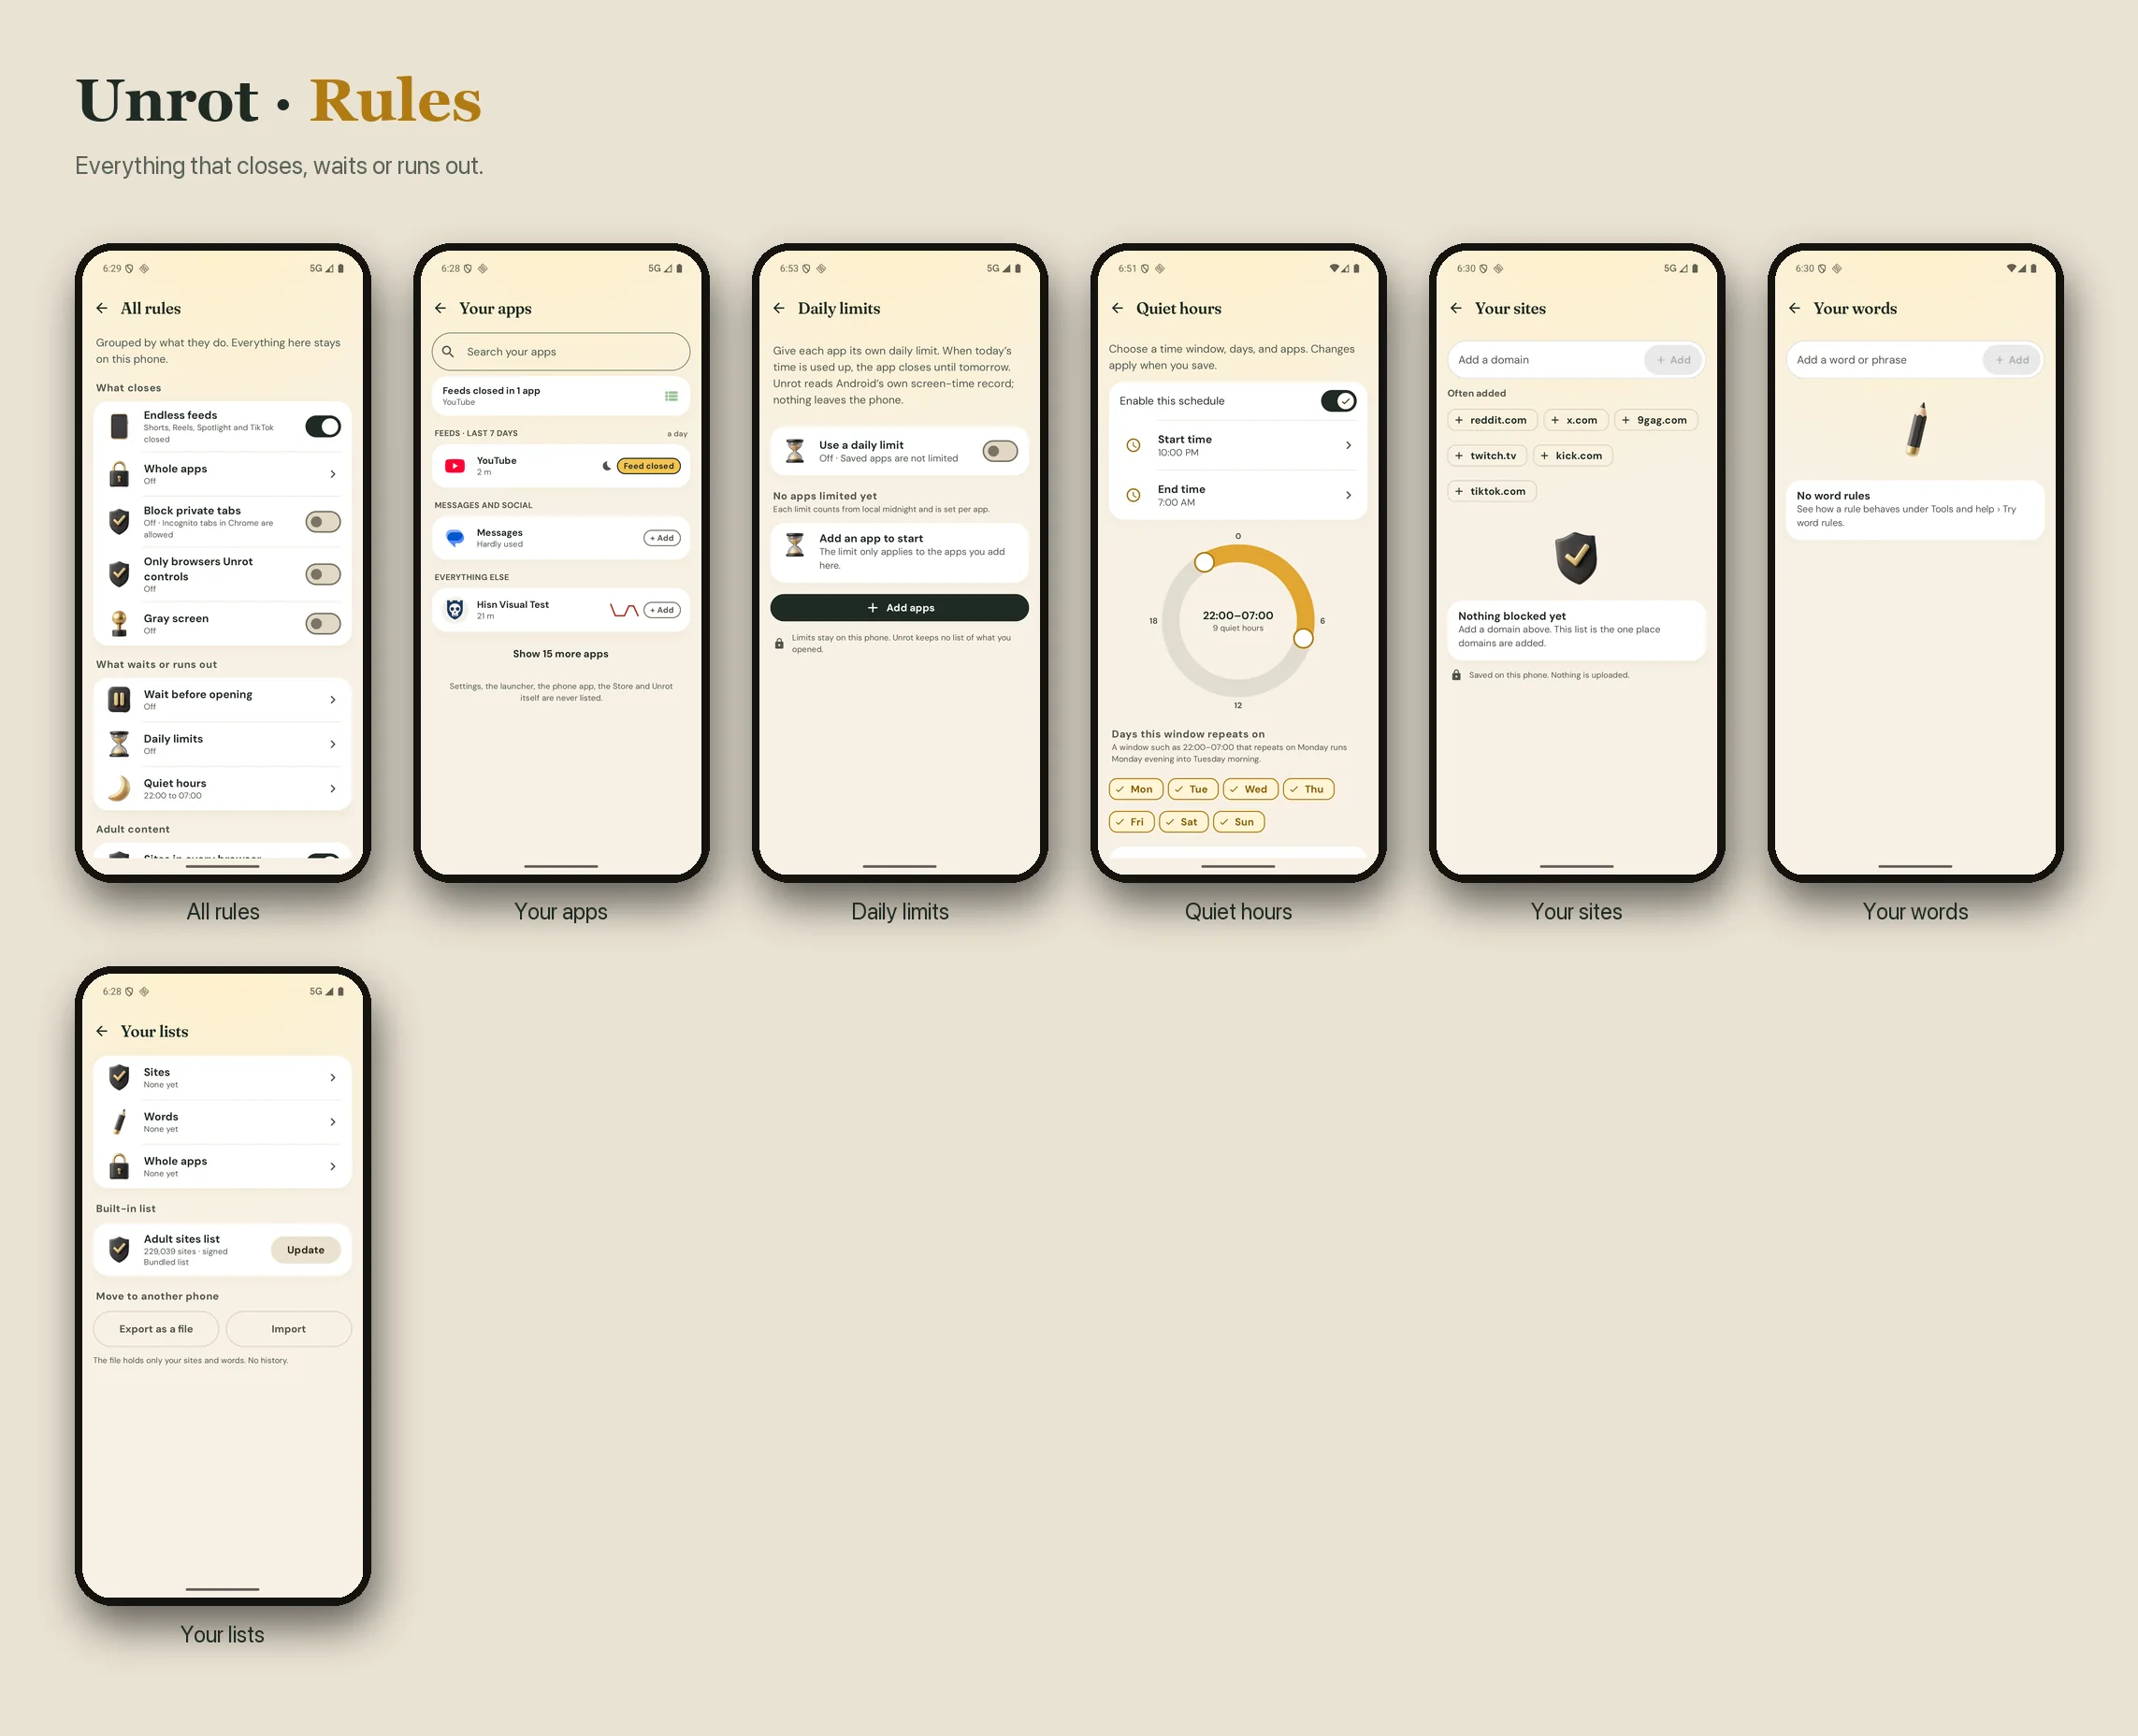 Unrot · Rules
Everything that closes, waits or runs out.
6:29
5G
All rules
Grouped by what they do. Everything here stays
on this phone.
What closes
Endless feeds
Shorts, Reels, Spotlight and TikTok
closed
Whole apps
Off
Block private tabs
Off · Incognito tabs in Chrome are
allowed
Only browsers Unrot
controls
Off
Gray screen
Off
What waits or runs out
Wait before opening
Off
Daily limits
Off
Quiet hours
22:00 to 07:00
Adult content
Sites in every browser
All rules
6:28
5G
Your apps
Search your apps
Feeds closed in 1 app
YouTube
FEEDS · LAST 7 DAYS
a day
YouTube
2 m
Feed closed
MESSAGES AND SOCIAL
Messages
Hardly used
+ Add
EVERYTHING ELSE
Hisn Visual Test
21 m
+ Add
Show 15 more apps
Settings, the launcher, the phone app, the Store and Unrot
itself are never listed.
Your apps
6:53
5G
Daily limits
Give each app its own daily limit. When today's
time is used up, the app closes until tomorrow.
Unrot reads Android's own screen-time record;
nothing leaves the phone.
Use a daily limit
Off · Saved apps are not limited
No apps limited yet
Each limit counts from local midnight and is set per app.
Add an app to start
The limit only applies to the apps you add
here.
+ Add apps
Limits stay on this phone. Unrot keeps no list of what you
opened.
Daily limits
6:51
Quiet hours
Choose a time window, days, and apps. Changes
apply when you save.
Enable this schedule
Start time
10:00 PM
End time
7:00 AM
0
18
22:00–07:00
9 quiet hours
6
12
Days this window repeats on
A window such as 22:00–07:00 that repeats on Monday runs
Monday evening into Tuesday morning.
Mon
Tue
Wed
Thu
Fri
Sat
Sun
Quiet hours
6:30
5G
Your sites
Add a domain
+ Add
Often added
+ reddit.com
+ x.com
+ 9gag.com
+ twitch.tv
+ kick.com
+ tiktok.com
Nothing blocked yet
Add a domain above. This list is the one place
domains are added.
Saved on this phone. Nothing is uploaded.
Your sites
6:30
Your words
Add a word or phrase
+ Add
No word rules
See how a rule behaves under Tools and help › Try
word rules.
Your words
6:28
5G
Your lists
Sites
None yet
Words
None yet
Whole apps
None yet
Built-in list
Adult sites list
229,039 sites · signed
Bundled list
Update
Move to another phone
Export as a file
Import
The file holds only your sites and words. No history.
Your lists